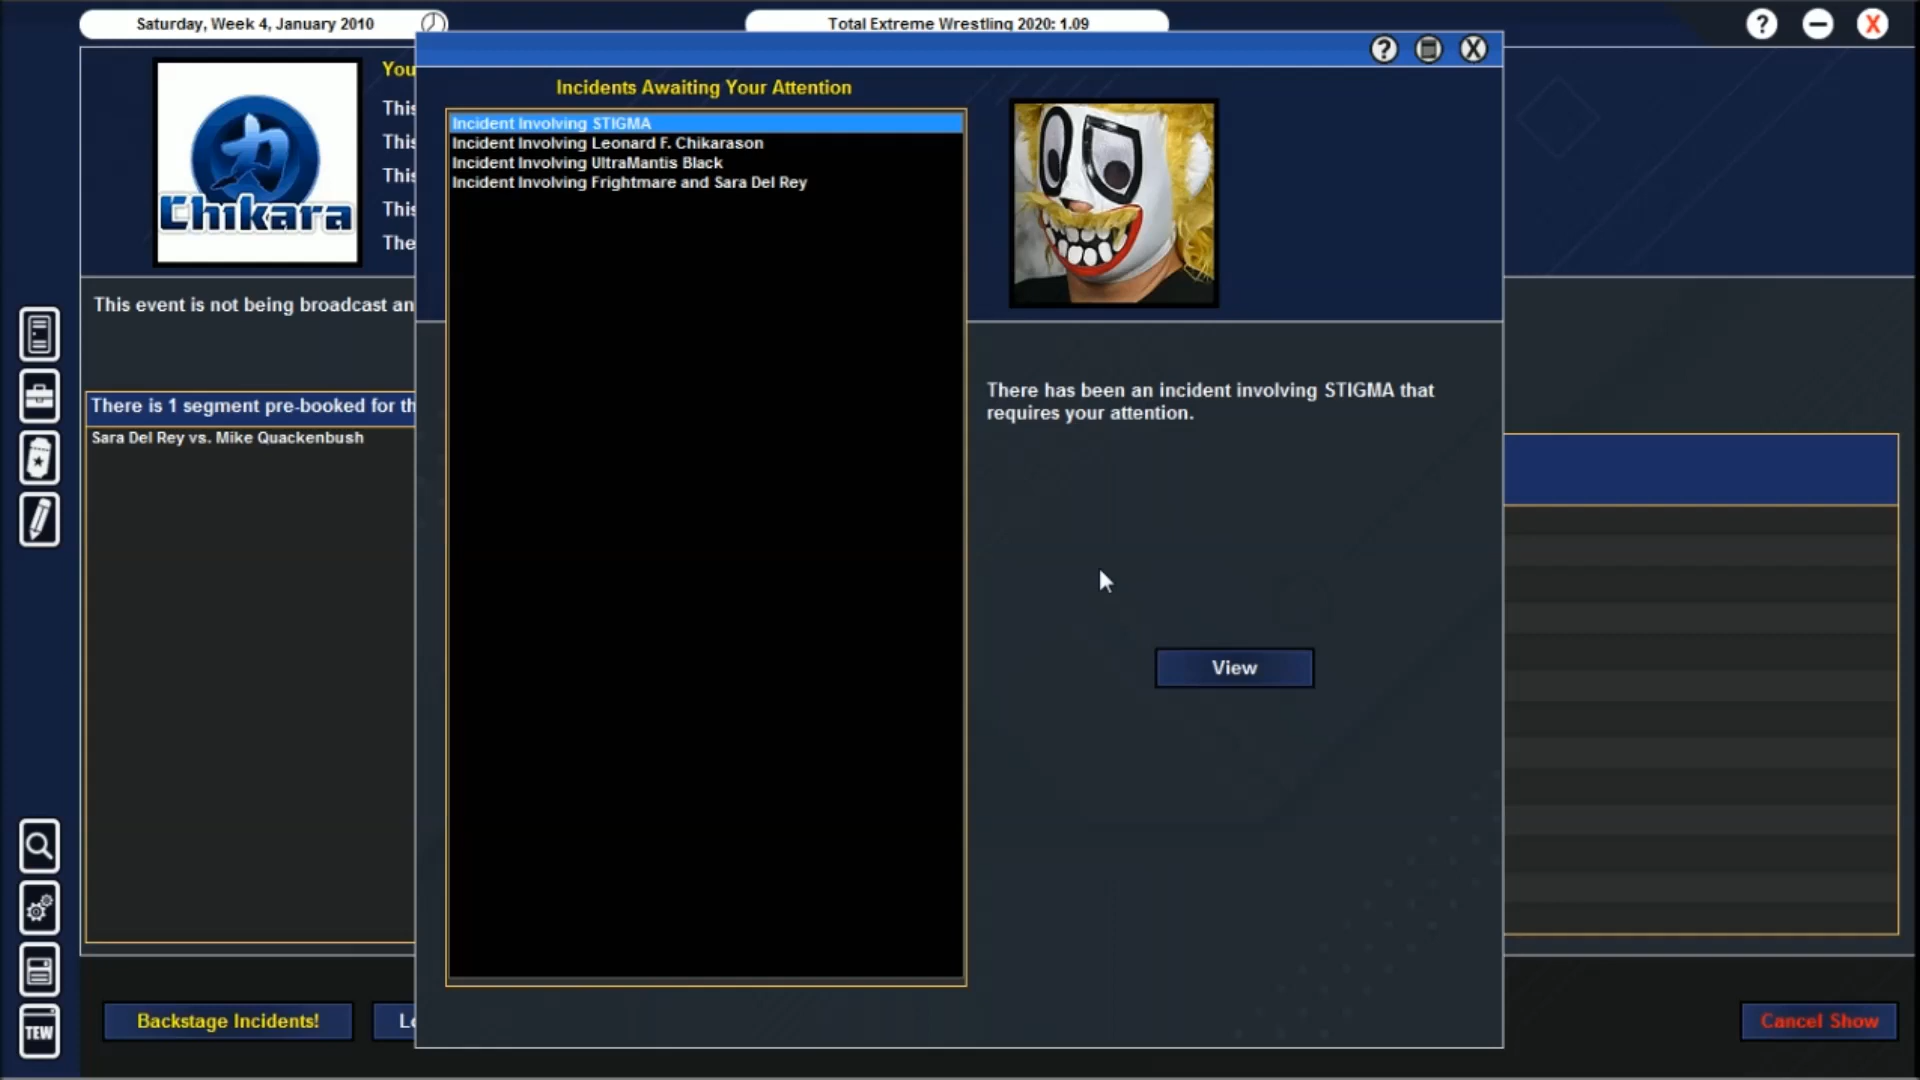 Saturday, Week 4, January 2010
Total Extreme Wrestling 2020: 1.09
?
X
?
X
力
Chikara
You
This
This
This
This
The
Incidents Awaiting Your Attention
Incident Involving STIGMA
Incident Involving Leonard F. Chikarason
Incident Involving UltraMantis Black
Incident Involving Frightmare and Sara Del Rey
This event is not being broadcast an
There is 1 segment pre-booked for th
Sara Del Rey vs. Mike Quackenbush
There has been an incident involving STIGMA that
requires your attention.
View
TEW
Backstage Incidents!
Lo
Cancel Show